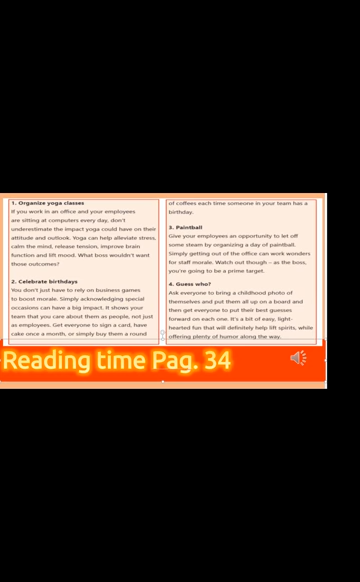 1. Organize yoga classes
If you work in an office and your employees
are sitting at computers every day, don't
underestimate the impact yoga could have on their
attitude and outlook. Yoga can help alleviate stress,
calm the mind, release tension, improve brain
function and lift mood. What boss wouldn't want
those outcomes?
2. Celebrate birthdays
You don't just have to rely on business games
to boost morale. Simply acknowledging special
occasions can have a big impact. It shows your
team that you care about them as people, not just
as employees. Get everyone to sign a card, have
cake once a month, or simply buy them a round
of coffees each time someone in your team has a
birthday.
3. Paintball
Give your employees an opportunity to let off
some steam by organizing a day of paintball.
Simply getting out of the office can work wonders
for staff morale. Watch out though – as the boss,
you're going to be a prime target.
4. Guess who?
Ask everyone to bring a childhood photo of
themselves and put them all up on a board and
then get everyone to put their best guesses
forward on each one. It's a bit of easy, light-
hearted fun that will definitely help lift spirits, while
offering plenty of humor along the way.
Reading time Pag. 34